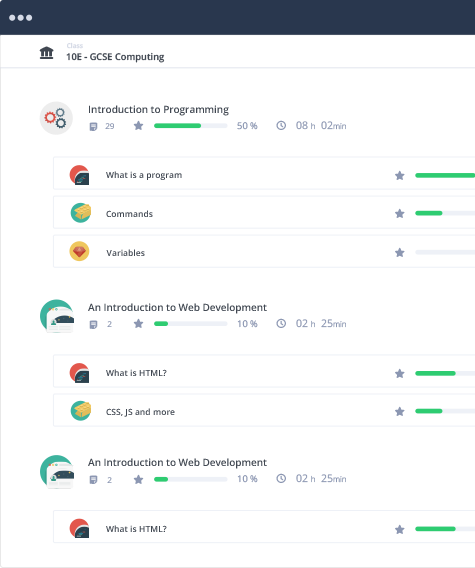 Class
10E - GCSE Computing
Introduction to Programming
29 50 % 08 h 02min
What is a program
Commands
Variables
An Introduction to Web Development
2 10 % 02 h 25min
What is HTML?
CSS, JS and more
An Introduction to Web Development
2 10 % 02 h 25min
What is HTML?